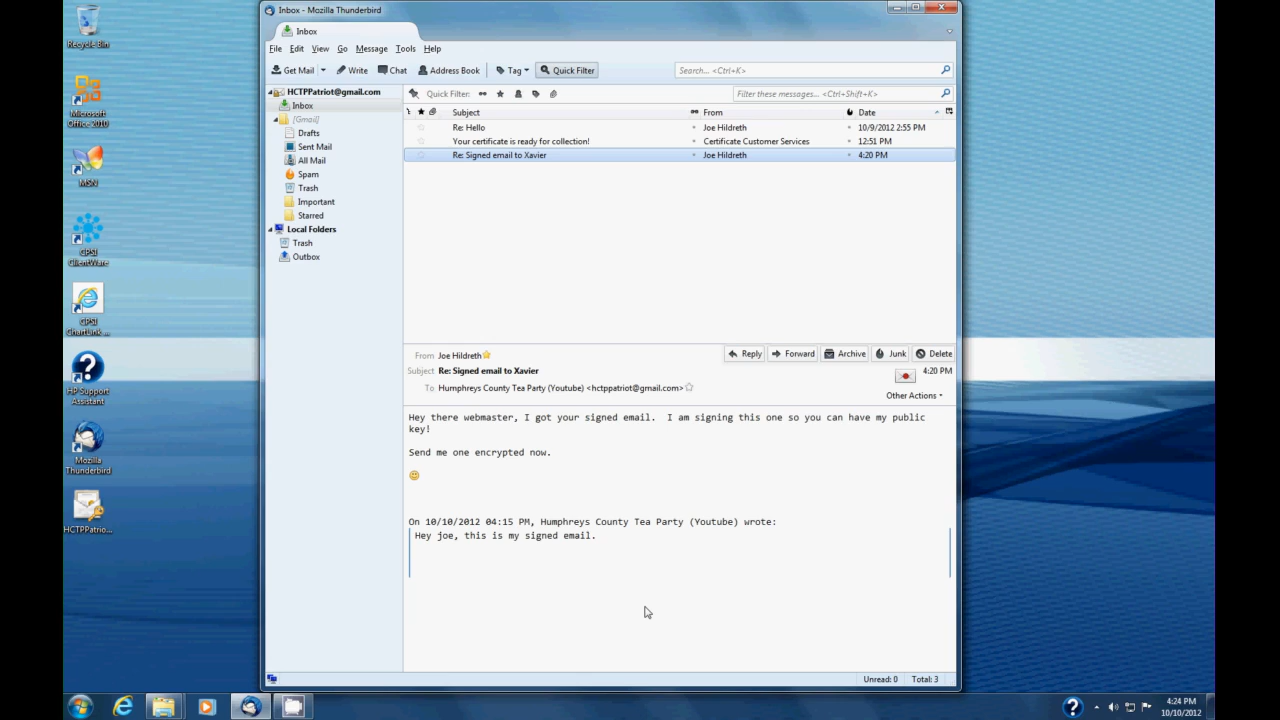 Recycle Bin
Microsoft
Office 2010
MSN
CPSI
ClientWare
CPSI
ChartLink ...
HP Support
Assistant
Mozilla
Thunderbird
HCTPPatrio...
Inbox - Mozilla Thunderbird
Inbox
File Edit View Go Message Tools Help
Get Mail Write Chat Address Book Tag Quick Filter Search... <Ctrl+K>
HCTPPatriot@gmail.com
Inbox
[Gmail]
Drafts
Sent Mail
All Mail
Spam
Trash
Important
Starred
Local Folders
Trash
Outbox
Quick Filter: Filter these messages... <Ctrl+Shift+K>
Subject From Date
Re: Hello Joe Hildreth 10/9/2012 2:55 PM
Your certificate is ready for collection! Certificate Customer Services 12:51 PM
Re: Signed email to Xavier Joe Hildreth 4:20 PM
From Joe Hildreth Reply Forward Archive Junk Delete
Subject Re: Signed email to Xavier 4:20 PM
To Humphreys County Tea Party (Youtube) <hctppatriot@gmail.com>
Other Actions
Hey there webmaster, I got your signed email. I am signing this one so you can have my public
key!
Send me one encrypted now.
On 10/10/2012 04:15 PM, Humphreys County Tea Party (Youtube) wrote:
Hey joe, this is my signed email.
Unread: 0 Total: 3
4:24 PM
10/10/2012